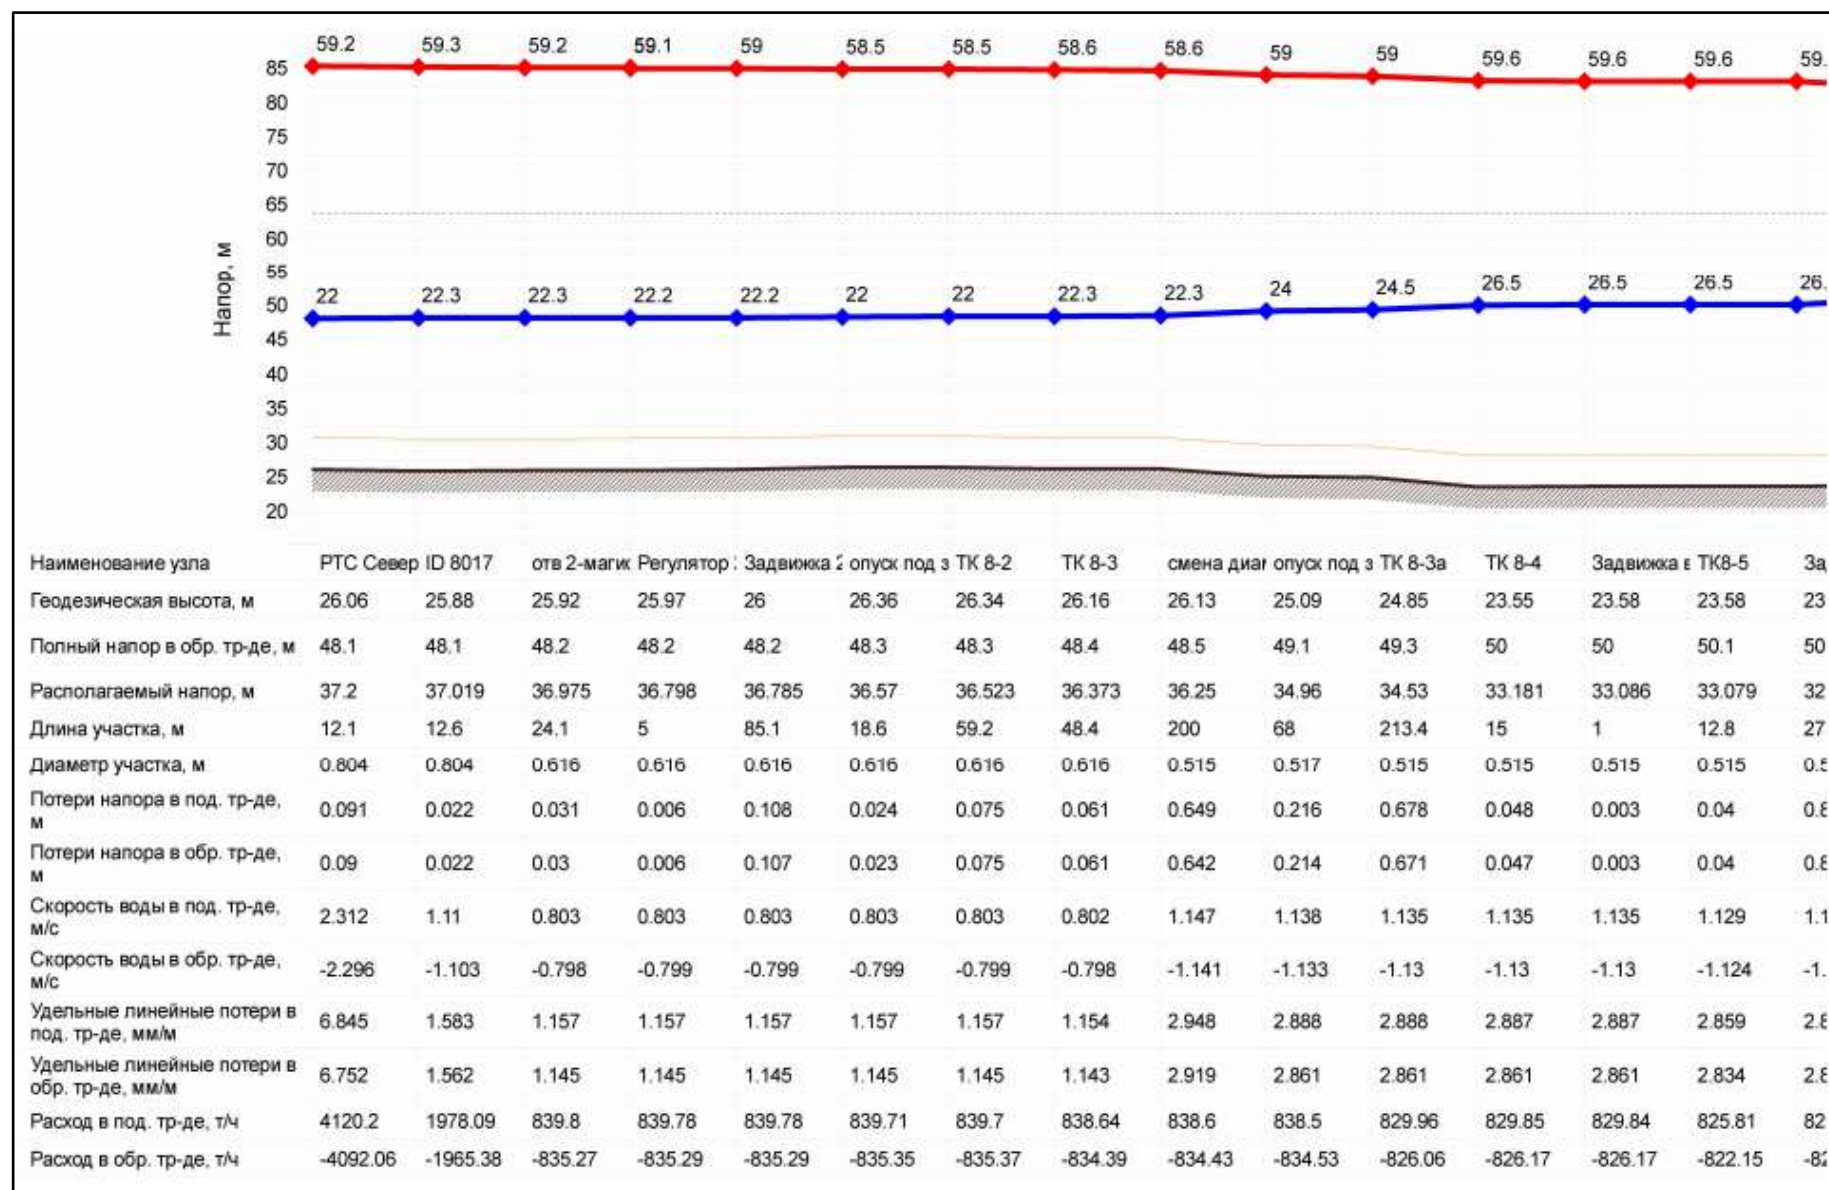 59.2 59.3 59.2 59.1 59 58.5 58.5 58.6 58.6 59 59 59.6 59.6 59.6 59.
85
80
75
70
65
60
55
50
45
40
35
30
25
20
Напор, м
22 22.3 22.3 22.2 22.2 22 22 22.3 22.3 24 24.5 26.5 26.5 26.5 26.
Наименование узла РТС Север ID 8017 отв 2-маги Регулятор Задвижка 2 опуск под з ТК 8-2 ТК 8-3 смена диа опуск под з ТК 8-3а ТК 8-4 Задвижка в ТК8-5 За
Геодезическая высота, м 26.06 25.88 25.92 25.97 26 26.36 26.34 26.16 26.13 25.09 24.85 23.55 23.58 23.58 23
Полный напор в обр. тр-де, м 48.1 48.1 48.2 48.2 48.2 48.3 48.3 48.4 48.5 49.1 49.3 50 50 50.1 50
Располагаемый напор, м 37.2 37.019 36.975 36.798 36.785 36.57 36.523 36.373 36.25 34.96 34.53 33.181 33.086 33.079 32
Длина участка, м 12.1 12.6 24.1 5 85.1 18.6 59.2 48.4 200 68 213.4 15 1 12.8 27
Диаметр участка, м 0.804 0.804 0.616 0.616 0.616 0.616 0.616 0.616 0.515 0.517 0.515 0.515 0.515 0.515 0.5
Потери напора в под. тр-де,
м 0.091 0.022 0.031 0.006 0.108 0.024 0.075 0.061 0.649 0.216 0.678 0.048 0.003 0.04 0.8
Потери напора в обр. тр-де,
м 0.09 0.022 0.03 0.006 0.107 0.023 0.075 0.061 0.642 0.214 0.671 0.047 0.003 0.04 0.8
Скорость воды в под. тр-де,
м/с 2.312 1.11 0.803 0.803 0.803 0.803 0.803 0.802 1.147 1.138 1.135 1.135 1.135 1.129 1.1
Скорость воды в обр. тр-де,
м/с -2.296 -1.103 -0.798 -0.799 -0.799 -0.799 -0.799 -0.798 -1.141 -1.133 -1.13 -1.13 -1.13 -1.124 -1.
Удельные линейные потери в
под. тр-де, мм/м 6.845 1.583 1.157 1.157 1.157 1.157 1.157 1.154 2.948 2.888 2.888 2.887 2.887 2.859 2.8
Удельные линейные потери в
обр. тр-де, мм/м 6.752 1.562 1.145 1.145 1.145 1.145 1.145 1.143 2.919 2.861 2.861 2.861 2.861 2.834 2.8
Расход в под. тр-де, т/ч 4120.2 1978.09 839.8 839.78 839.78 839.71 839.7 838.64 838.6 838.5 829.96 829.85 829.84 825.81 82
Расход в обр. тр-де, т/ч -4092.06 -1965.38 -835.27 -835.29 -835.29 -835.35 -835.37 -834.39 -834.43 -834.53 -826.06 -826.17 -826.17 -822.15 -82